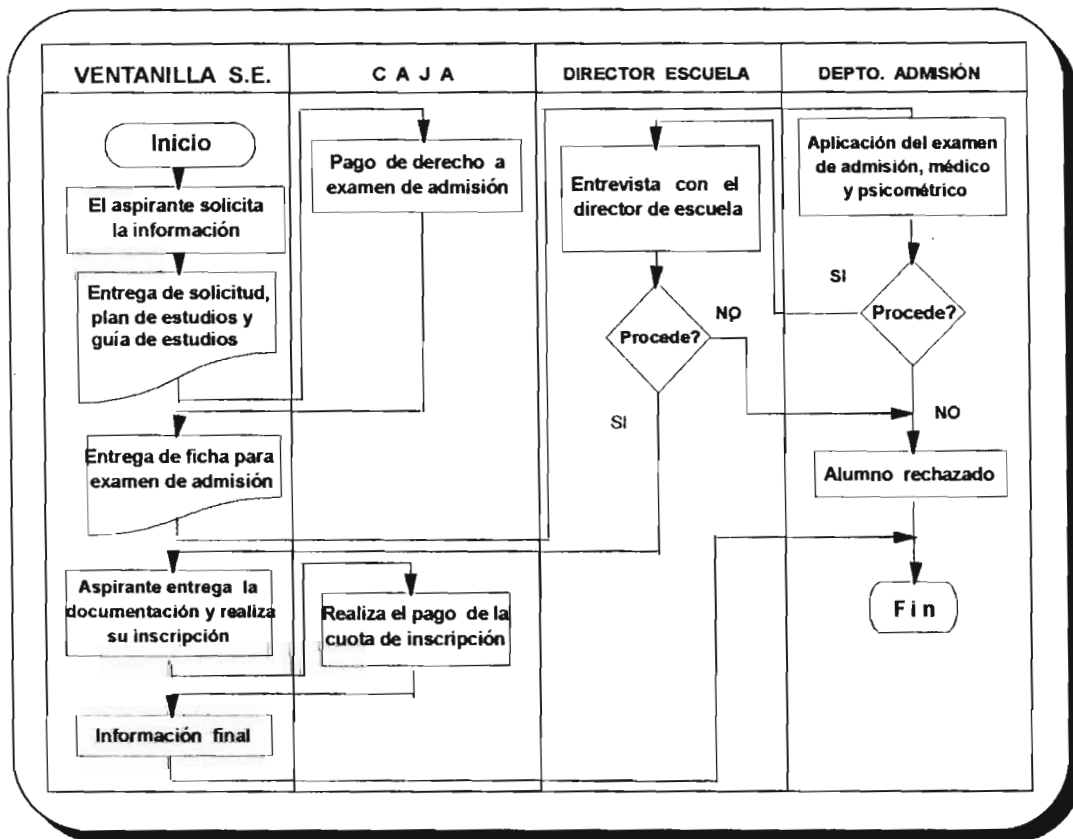 VENTANILLA S.E.
CAJA
DIRECTOR ESCUELA
DEPTO. ADMISIÓN
Inicio
El aspirante solicita
la información
Entrega de solicitud,
plan de estudios y
guía de estudios
Entrega de ficha para
examen de admisión
Aspirante entrega la
documentación y realiza
su inscripción
Información final
Pago de derecho a
examen de admisión
Realiza el pago de la
cuota de inscripción
Entrevista con el
director de escuela
Procede?
NO
SI
Aplicación del examen
de admisión, médico
y psicométrico
SI
Procede?
NO
Alumno rechazado
Fin